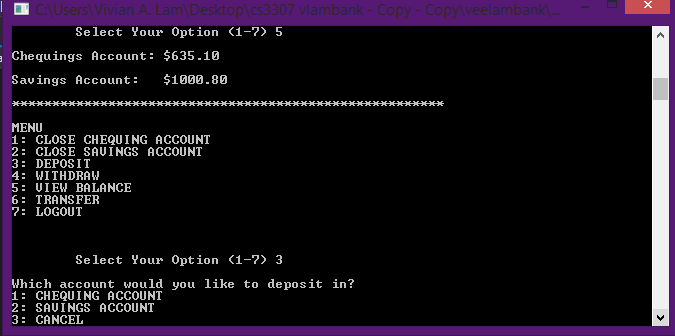 C:\Users\Vivian A. Lam\Desktop\cs3307 vlambank - Copy - Copy\veelambank\...
Select Your Option (1-7) 5
Chequings Account: $635.10
Savings Account: $1000.80
******************************************************
MENU
1: CLOSE CHEQUING ACCOUNT
2: CLOSE SAVINGS ACCOUNT
3: DEPOSIT
4: WITHDRAW
5: VIEW BALANCE
6: TRANSFER
7: LOGOUT
Select Your Option (1-7) 3
Which account would you like to deposit in?
1: CHEQUING ACCOUNT
2: SAVINGS ACCOUNT
3: CANCEL